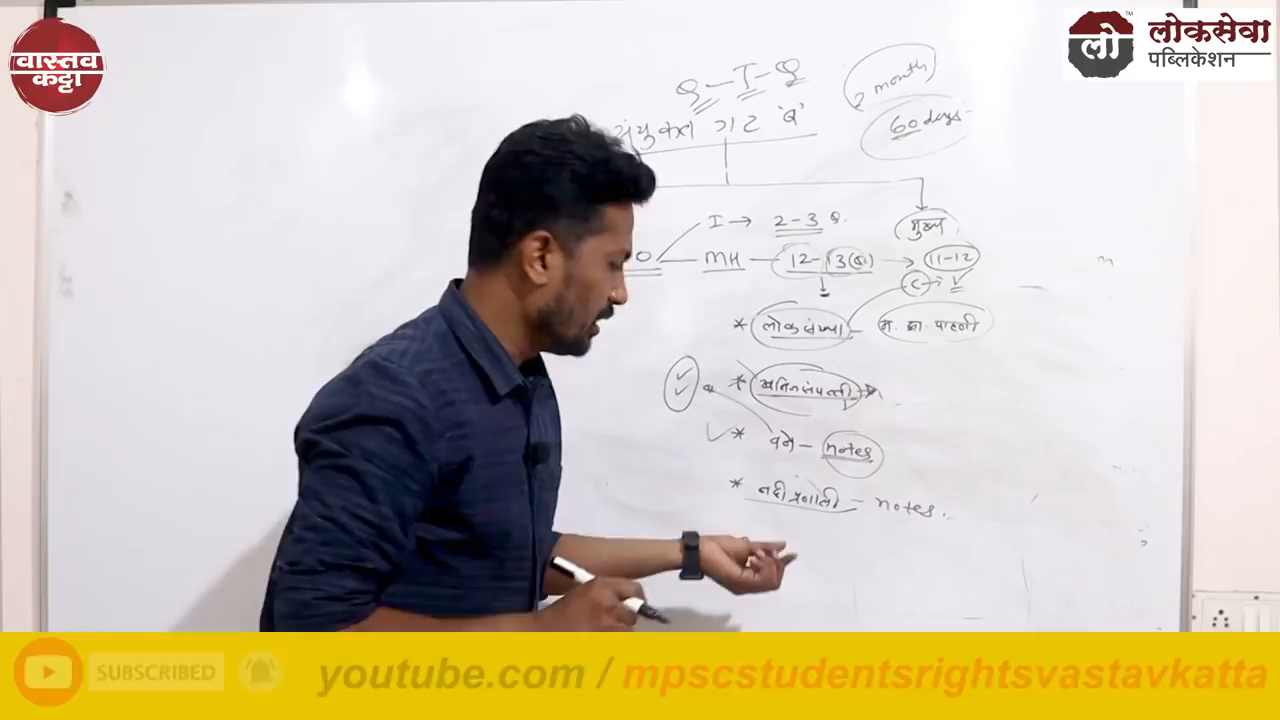 वास्तव
कट्टा
लो
लोकसेवा
पब्लिकेशन
2 month
60 days
संयुक्त गट 'ब'
I → 2-3 Q.
मुख्य
MH - 12-13(Q) → 11-12
C
* लोकसंख्या -
* खनिजसंपत्ती
* वने - notes
* नदीप्रणाली - notes.
SUBSCRIBED
youtube.com / mpscstudentsrightsvastavkatta